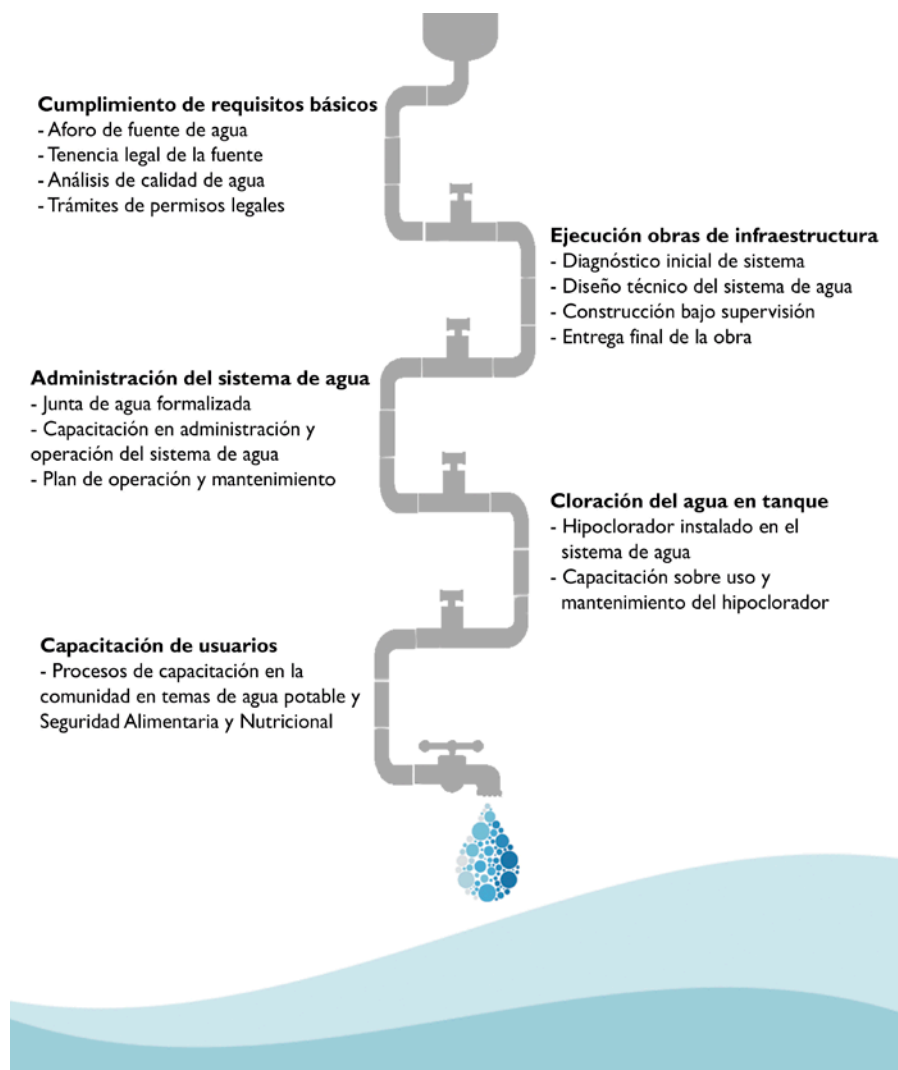 Cumplimiento de requisitos básicos
- Aforo de fuente de agua
- Tenencia legal de la fuente
- Análisis de calidad de agua
- Trámites de permisos legales
Ejecución obras de infraestructura
- Diagnóstico inicial de sistema
- Diseño técnico del sistema de agua
- Construcción bajo supervisión
- Entrega final de la obra
Administración del sistema de agua
- Junta de agua formalizada
- Capacitación en administración y
operación del sistema de agua
- Plan de operación y mantenimiento
Cloración del agua en tanque
- Hipoclorador instalado en el
sistema de agua
- Capacitación sobre uso y
mantenimiento del hipoclorador
Capacitación de usuarios
- Procesos de capacitación en la
comunidad en temas de agua potable y
Seguridad Alimentaria y Nutricional